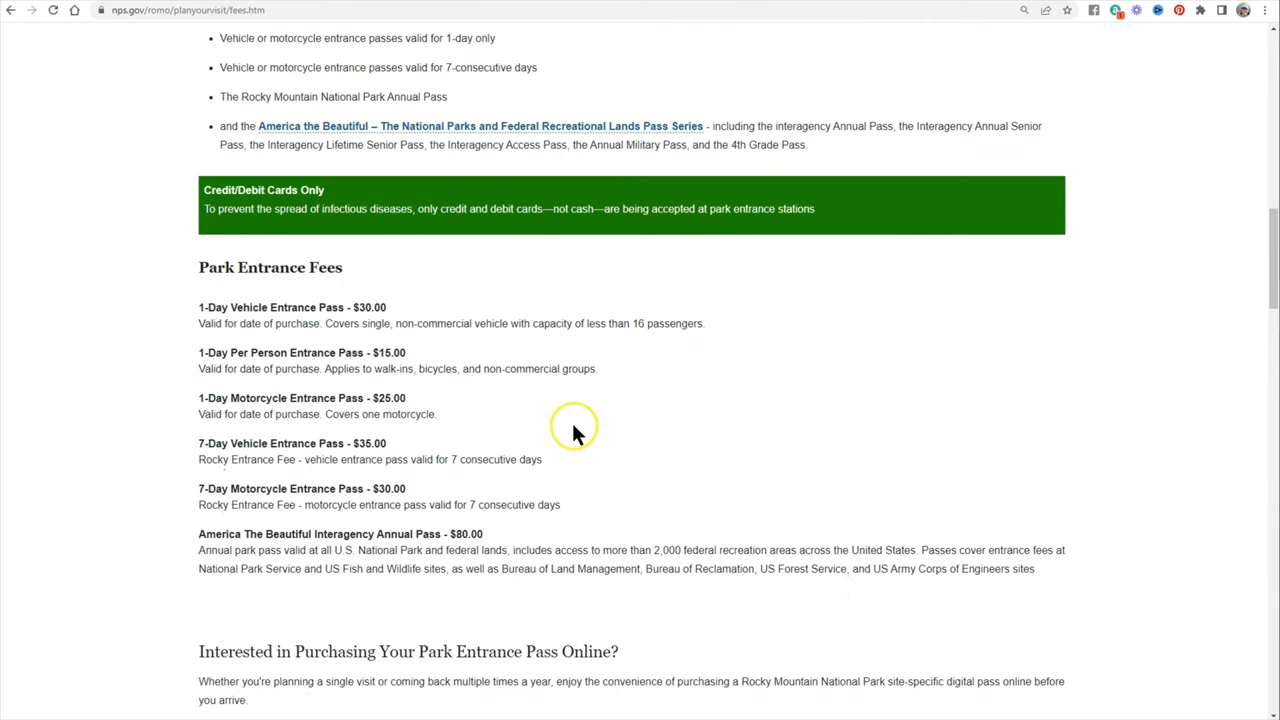 nps.gov/romo/planyourvisit/fees.htm
Vehicle or motorcycle entrance passes valid for 1-day only
Vehicle or motorcycle entrance passes valid for 7-consecutive days
The Rocky Mountain National Park Annual Pass
and the America the Beautiful – The National Parks and Federal Recreational Lands Pass Series - including the interagency Annual Pass, the Interagency Annual Senior
Pass, the Interagency Lifetime Senior Pass, the Interagency Access Pass, the Annual Military Pass, and the 4th Grade Pass.
Credit/Debit Cards Only
To prevent the spread of infectious diseases, only credit and debit cards—not cash—are being accepted at park entrance stations
Park Entrance Fees
1-Day Vehicle Entrance Pass - $30.00
Valid for date of purchase. Covers single, non-commercial vehicle with capacity of less than 16 passengers.
1-Day Per Person Entrance Pass - $15.00
Valid for date of purchase. Applies to walk-ins, bicycles, and non-commercial groups.
1-Day Motorcycle Entrance Pass - $25.00
Valid for date of purchase. Covers one motorcycle.
7-Day Vehicle Entrance Pass - $35.00
Rocky Entrance Fee - vehicle entrance pass valid for 7 consecutive days
7-Day Motorcycle Entrance Pass - $30.00
Rocky Entrance Fee - motorcycle entrance pass valid for 7 consecutive days
America The Beautiful Interagency Annual Pass - $80.00
Annual park pass valid at all U.S. National Park and federal lands, includes access to more than 2,000 federal recreation areas across the United States. Passes cover entrance fees at
National Park Service and US Fish and Wildlife sites, as well as Bureau of Land Management, Bureau of Reclamation, US Forest Service, and US Army Corps of Engineers sites
Interested in Purchasing Your Park Entrance Pass Online?
Whether you're planning a single visit or coming back multiple times a year, enjoy the convenience of purchasing a Rocky Mountain National Park site-specific digital pass online before
you arrive.